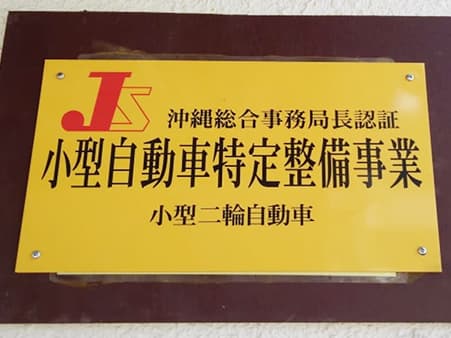 JS 沖縄総合事務局長認証
小型自動車特定整備事業
小型二輪自動車